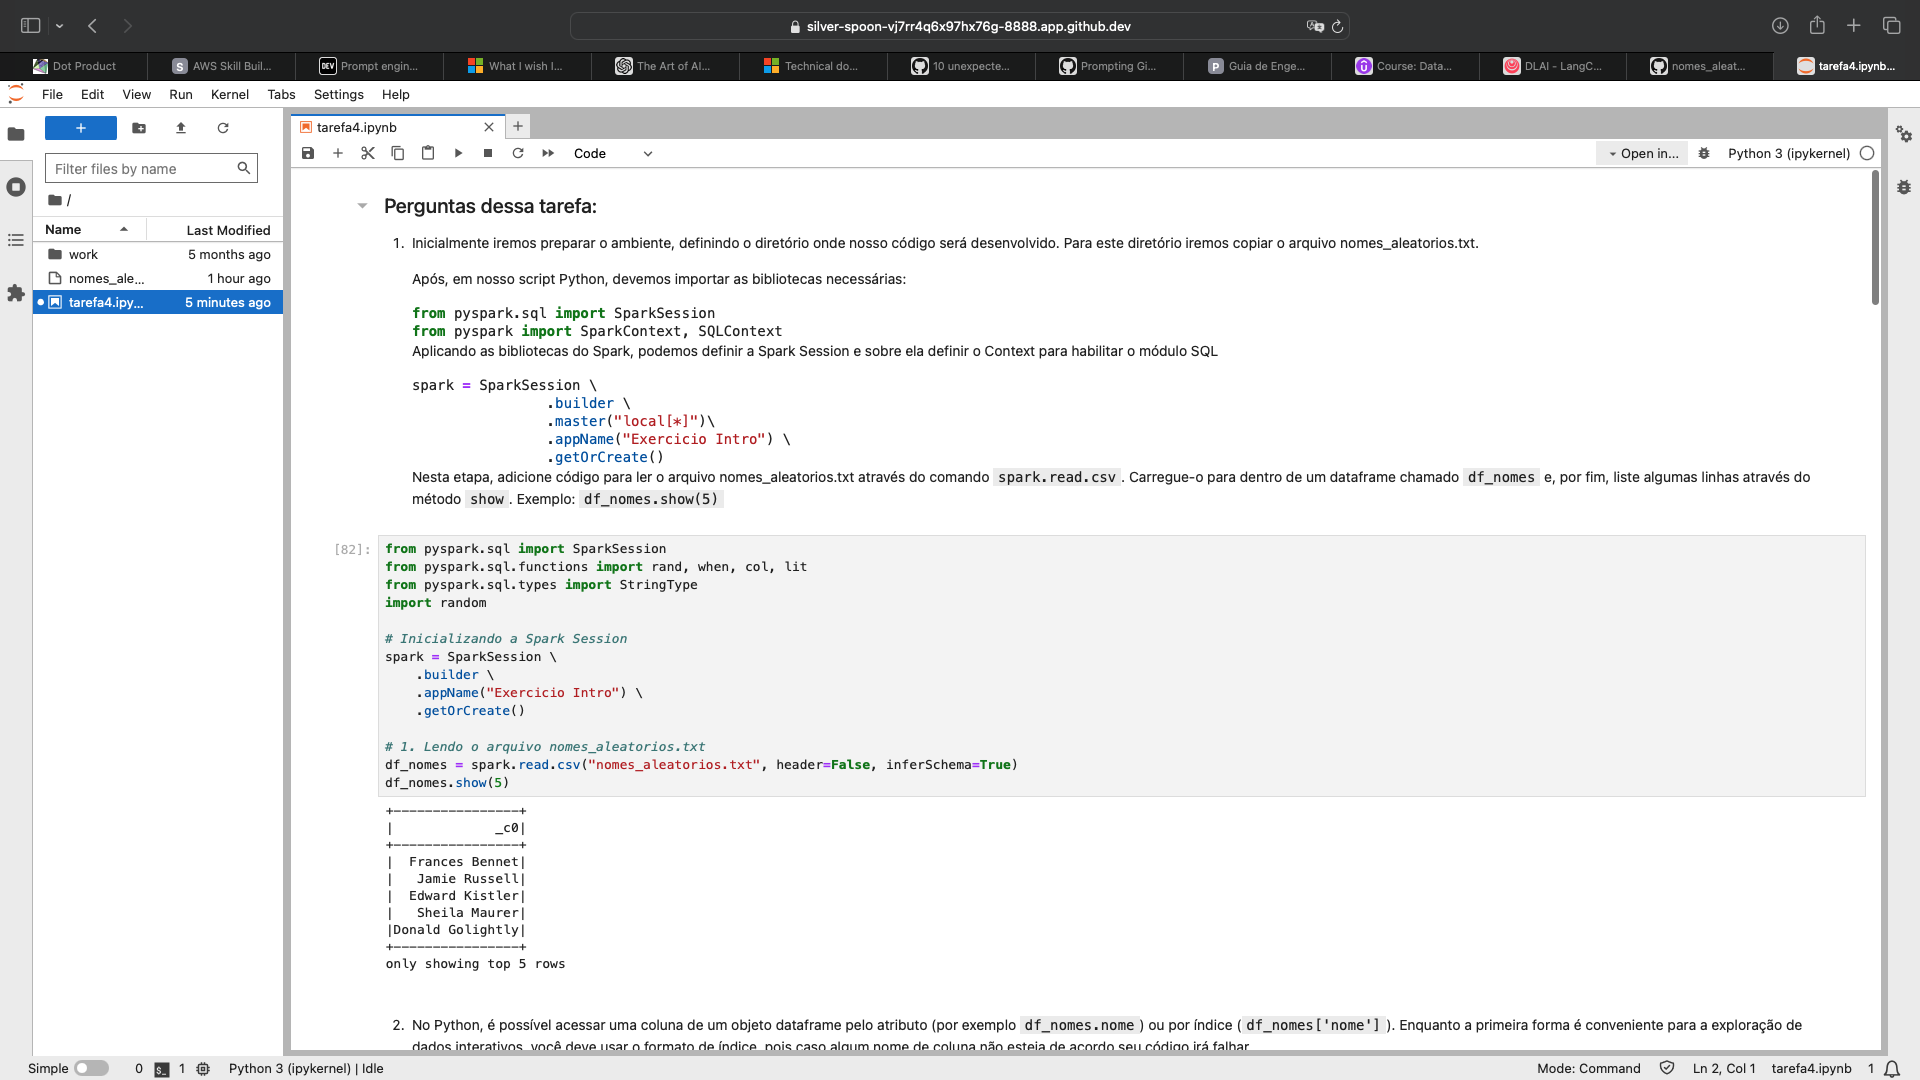 silver-spoon-vj7rr4q6x97hx76g-8888.app.github.dev
Dot Product
AWS Skill Buil...
Prompt engin...
What I wish I...
The Art of AI...
Technical do...
10 unexpecte...
Prompting Gi...
Guia de Enge...
Course: Data...
DLAI - LangC...
nomes_aleat...
tarefa4.ipynb...
File Edit View Run Kernel Tabs Settings Help
Filter files by name
/
Name Last Modified
work 5 months ago
nomes_ale... 1 hour ago
tarefa4.ipy... 5 minutes ago
tarefa4.ipynb
Code
Open in...
Python 3 (ipykernel)
Perguntas dessa tarefa:
1. Inicialmente iremos preparar o ambiente, definindo o diretório onde nosso código será desenvolvido. Para este diretório iremos copiar o arquivo nomes_aleatorios.txt.
Após, em nosso script Python, devemos importar as bibliotecas necessárias:
from pyspark.sql import SparkSession
from pyspark import SparkContext, SQLContext
Aplicando as bibliotecas do Spark, podemos definir a Spark Session e sobre ela definir o Context para habilitar o módulo SQL
spark = SparkSession \
.builder \
.master("local[*]")\
.appName("Exercicio Intro") \
.getOrCreate()
Nesta etapa, adicione código para ler o arquivo nomes_aleatorios.txt através do comando spark.read.csv . Carregue-o para dentro de um dataframe chamado df_nomes e, por fim, liste algumas linhas através do
método show . Exemplo: df_nomes.show(5)
[82]:
from pyspark.sql import SparkSession
from pyspark.sql.functions import rand, when, col, lit
from pyspark.sql.types import StringType
import random
# Inicializando a Spark Session
spark = SparkSession \
.builder \
.appName("Exercicio Intro") \
.getOrCreate()
# 1. Lendo o arquivo nomes_aleatorios.txt
df_nomes = spark.read.csv("nomes_aleatorios.txt", header=False, inferSchema=True)
df_nomes.show(5)
+----------------+
|             _c0|
+----------------+
|  Frances Bennet|
|   Jamie Russell|
|  Edward Kistler|
|   Sheila Maurer|
|Donald Golightly|
+----------------+
only showing top 5 rows
2. No Python, é possível acessar uma coluna de um objeto dataframe pelo atributo (por exemplo df_nomes.nome ) ou por índice ( df_nomes['nome'] ). Enquanto a primeira forma é conveniente para a exploração de
dados interativos, você deve usar o formato de índice, pois caso algum nome de coluna não esteja de acordo seu código irá falhar.
Simple 0 1 Python 3 (ipykernel) | Idle
Mode: Command Ln 2, Col 1 tarefa4.ipynb 1